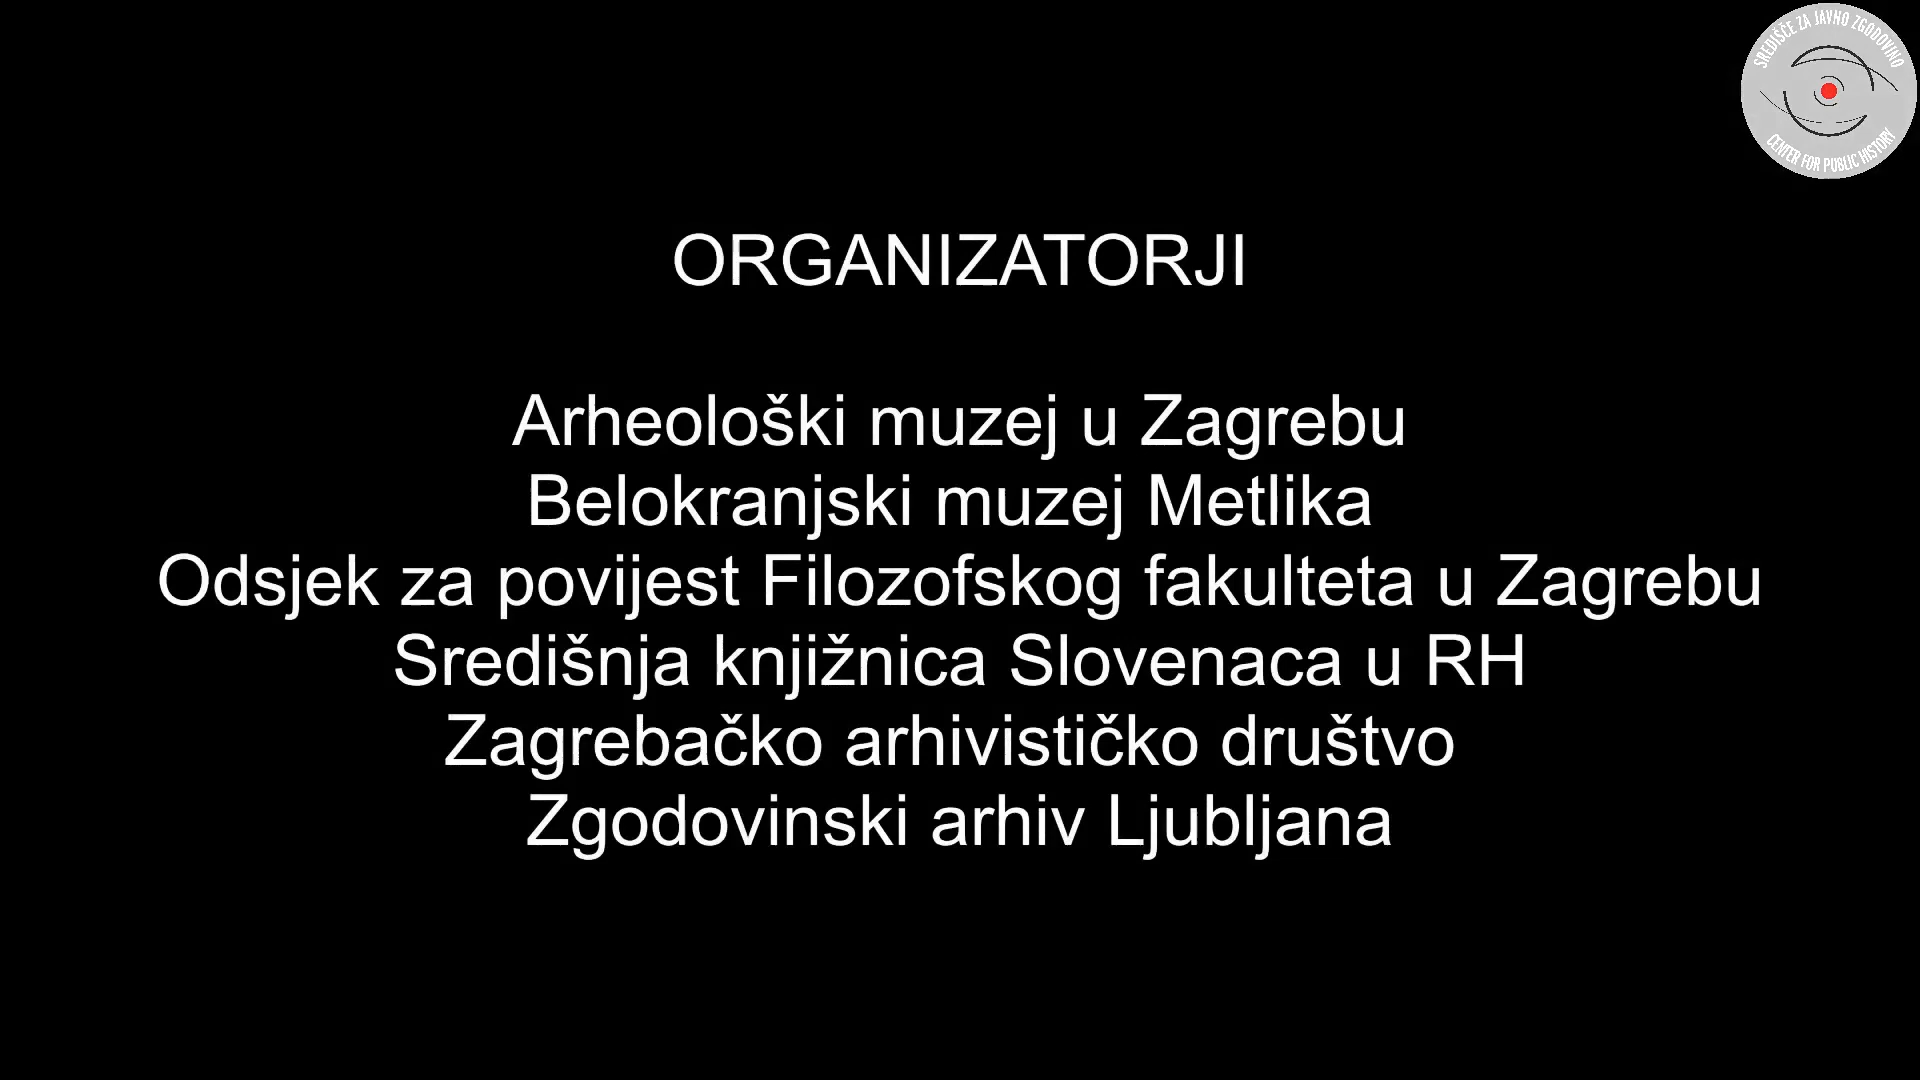 SREDIŠČE ZA JAVNO ZGODOVINO
CENTER FOR PUBLIC HISTORY
ORGANIZATORJI
Arheološki muzej u Zagrebu
Belokranjski muzej Metlika
Odsjek za povijest Filozofskog fakulteta u Zagrebu
Središnja knjižnica Slovenaca u RH
Zagrebačko arhivističko društvo
Zgodovinski arhiv Ljubljana